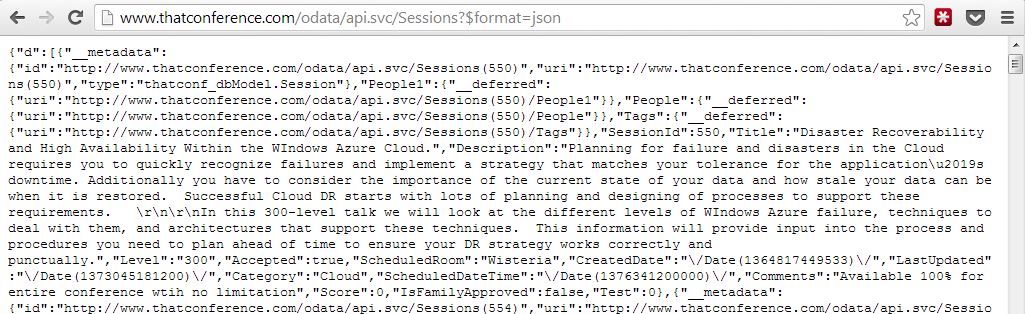 www.thatconference.com/odata/api.svc/Sessions?$format=json
{"d":[{"__metadata":
{"id":"http://www.thatconference.com/odata/api.svc/Sessions(550)","uri":"http://www.thatconference.com/odata/api.svc/Sessio
ns(550)","type":"thatconf_dbModel.Session"},"People1":{"__deferred":
{"uri":"http://www.thatconference.com/odata/api.svc/Sessions(550)/People1"}},"People":{"__deferred":
{"uri":"http://www.thatconference.com/odata/api.svc/Sessions(550)/People"}},"Tags":{"__deferred":
{"uri":"http://www.thatconference.com/odata/api.svc/Sessions(550)/Tags"}},"SessionId":550,"Title":"Disaster Recoverability
and High Availability Within the WIndows Azure Cloud.","Description":"Planning for failure and disasters in the Cloud
requires you to quickly recognize failures and implement a strategy that matches your tolerance for the application\u2019s
downtime. Additionally you have to consider the importance of the current state of your data and how stale your data can be
when it is restored.  Successful Cloud DR starts with lots of planning and designing of processes to support these
requirements.   \r\n\r\nIn this 300-level talk we will look at the different levels of WIndows Azure failure, techniques to
deal with them, and architectures that support these techniques.  This information will provide input into the process and
procedures you need to plan ahead of time to ensure your DR strategy works correctly and
punctually.","Level":"300","Accepted":true,"ScheduledRoom":"Wisteria","CreatedDate":"\/Date(1364817449533)\/","LastUpdated"
:"\/Date(1373045181200)\/","Category":"Cloud","ScheduledDateTime":"\/Date(1376341200000)\/","Comments":"Available 100% for
entire conference wtih no limitation","Score":0,"IsFamilyApproved":false,"Test":0},{"__metadata":
{"id":"http://www.thatconference.com/odata/api.svc/Sessions(554)","uri":"http://www.thatconference.com/odata/api.svc/Sessio